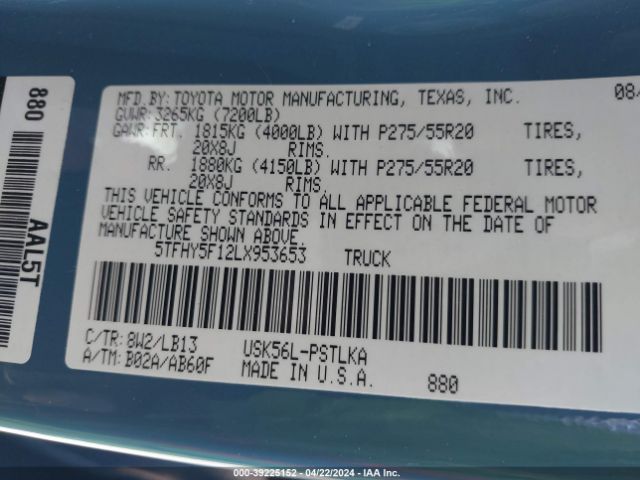 MFD.BY:TOYOTA MOTOR MANUFACTURING, TEXAS, INC. 08/
GVWR:3265KG (7200LB)
GAWR:FRT. 1815KG (4000LB) WITH P275/55R20 TIRES,
20X8J RIMS.
RR. 1880KG (4150LB) WITH P275/55R20 TIRES,
20X8J RIMS.
THIS VEHICLE CONFORMS TO ALL APPLICABLE FEDERAL MOTOR
VEHICLE SAFETY STANDARDS IN EFFECT ON THE DATE OF
MANUFACTURE SHOWN ABOVE.
5TFHY5F12LX953653 TRUCK
C/TR: 8W2/LB13 USK56L-PSTLKA
A/TM: B02A/AB60F MADE IN U.S.A. 880
880
AAL5T
000-39225152 - 04/22/2024 - IAA Inc.